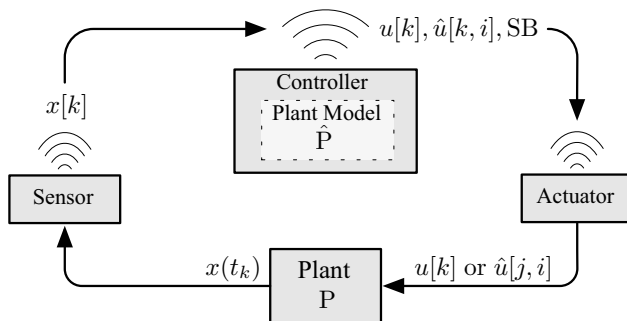 u[k], û[k, i], SB
Controller
Plant Model
P̂
x[k]
Sensor
Actuator
x(t_k)
Plant
P
u[k] or û[j, i]